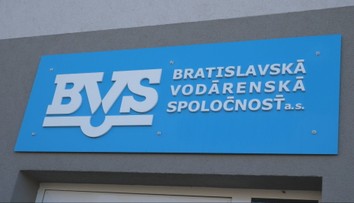 BVS
BRATISLAVSKÁ
VODÁRENSKÁ
SPOLOČNOSŤ a.s.